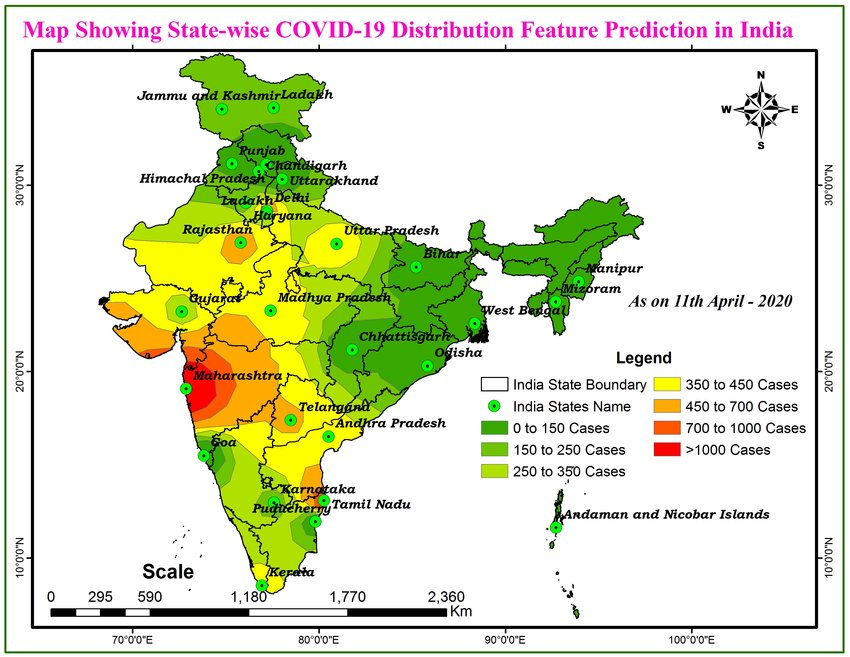 Map Showing State-wise COVID-19 Distribution Feature Prediction in India
N
W E
S
Jammu and Kashmir Ladakh
Punjab
Chandigarh
Himachal Pradesh Uttarakhand
Ladakh Delhi
Haryana
Rajasthan Uttar Pradesh
Bihar
Manipur
Mizoram
Gujarat Madhya Pradesh West Bengal
As on 11th April - 2020
Chhattisgarh
Odisha
Maharashtra
Telangana
Andhra Pradesh
Goa
Karnataka
Tamil Nadu
Puducherry
Andaman and Nicobar Islands
Kerala
Legend
India State Boundary
India States Name
0 to 150 Cases
150 to 250 Cases
250 to 350 Cases
350 to 450 Cases
450 to 700 Cases
700 to 1000 Cases
>1000 Cases
Scale
0 295 590 1,180 1,770 2,360
Km
30°0'0"N
20°0'0"N
10°0'0"N
30°0'0"N
20°0'0"N
10°0'0"N
70°0'0"E 80°0'0"E 90°0'0"E 100°0'0"E